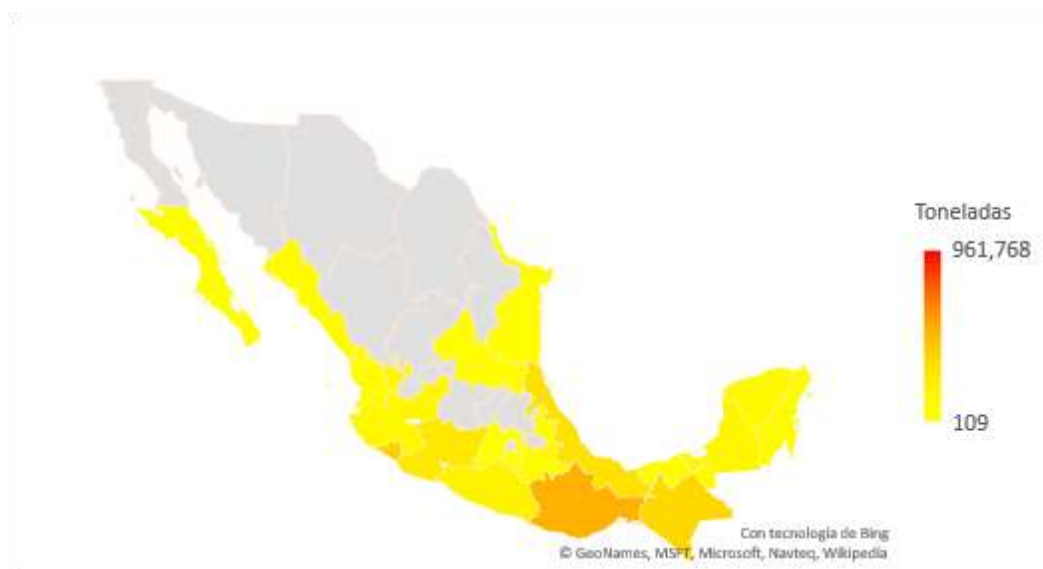 Toneladas
961,768
109
Con tecnología de Bing
© GeoNames, MSFT, Microsoft, Navteq, Wikipedia